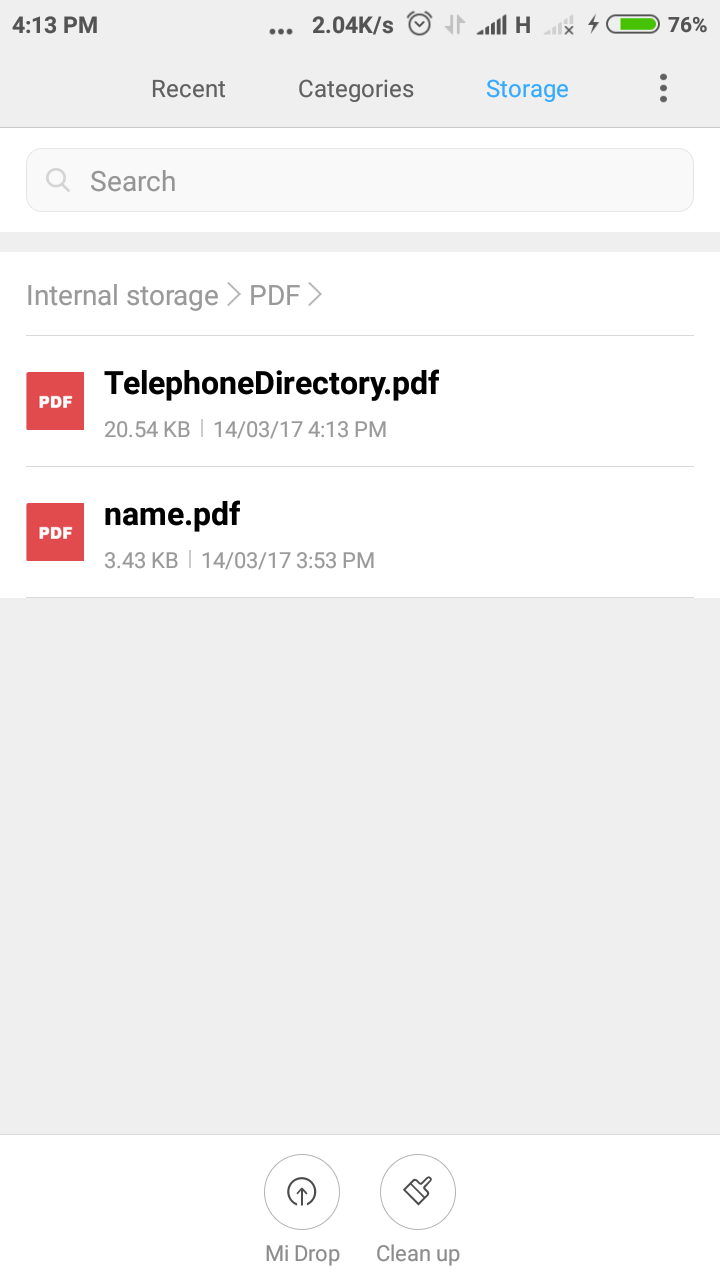 4:13 PM ... 2.04K/s H 76%
Recent Categories Storage
Search
Internal storage PDF
PDF TelephoneDirectory.pdf
20.54 KB 14/03/17 4:13 PM
PDF name.pdf
3.43 KB 14/03/17 3:53 PM
Mi Drop Clean up